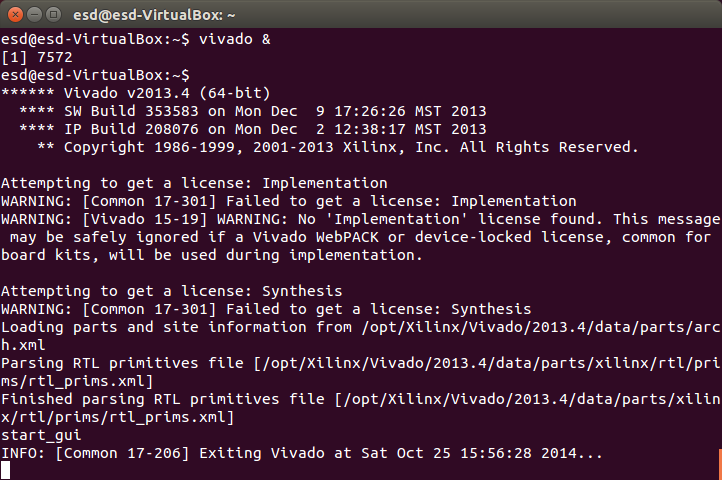 esd@esd-VirtualBox: ~
esd@esd-VirtualBox:~$ vivado &
[1] 7572
esd@esd-VirtualBox:~$
****** Vivado v2013.4 (64-bit)
  **** SW Build 353583 on Mon Dec  9 17:26:26 MST 2013
  **** IP Build 208076 on Mon Dec  2 12:38:17 MST 2013
    ** Copyright 1986-1999, 2001-2013 Xilinx, Inc. All Rights Reserved.

Attempting to get a license: Implementation
WARNING: [Common 17-301] Failed to get a license: Implementation
WARNING: [Vivado 15-19] WARNING: No 'Implementation' license found. This message
 may be safely ignored if a Vivado WebPACK or device-locked license, common for
board kits, will be used during implementation.

Attempting to get a license: Synthesis
WARNING: [Common 17-301] Failed to get a license: Synthesis
Loading parts and site information from /opt/Xilinx/Vivado/2013.4/data/parts/arc
h.xml
Parsing RTL primitives file [/opt/Xilinx/Vivado/2013.4/data/parts/xilinx/rtl/pri
ms/rtl_prims.xml]
Finished parsing RTL primitives file [/opt/Xilinx/Vivado/2013.4/data/parts/xilin
x/rtl/prims/rtl_prims.xml]
start_gui
INFO: [Common 17-206] Exiting Vivado at Sat Oct 25 15:56:28 2014...